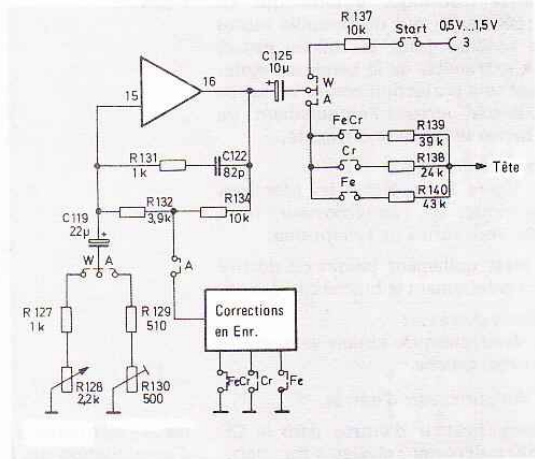 R 137
10k
Start
0,5V...1,5V
3
C 125
10µ
+
W
A
15
16
FeCr
R139
39 k
Cr
R138
24k
Tête
Fe
R140
43 k
R131
1 k
C122
82p
R132
3,9k
R134
10k
C119
22µ
+
W A
A
R 127
1 k
R 129
510
R128
2,2k
R130
500
Corrections
en Enr.
FeCr Cr Fe